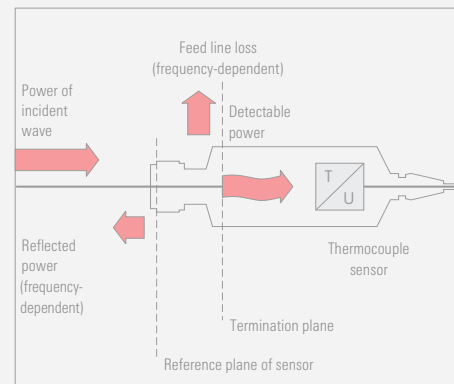 Feed line loss
(frequency-dependent)
Power of
incident
wave
Detectable
power
T
U
Reflected
power
(frequency-
dependent)
Thermocouple
sensor
Termination plane
Reference plane of sensor